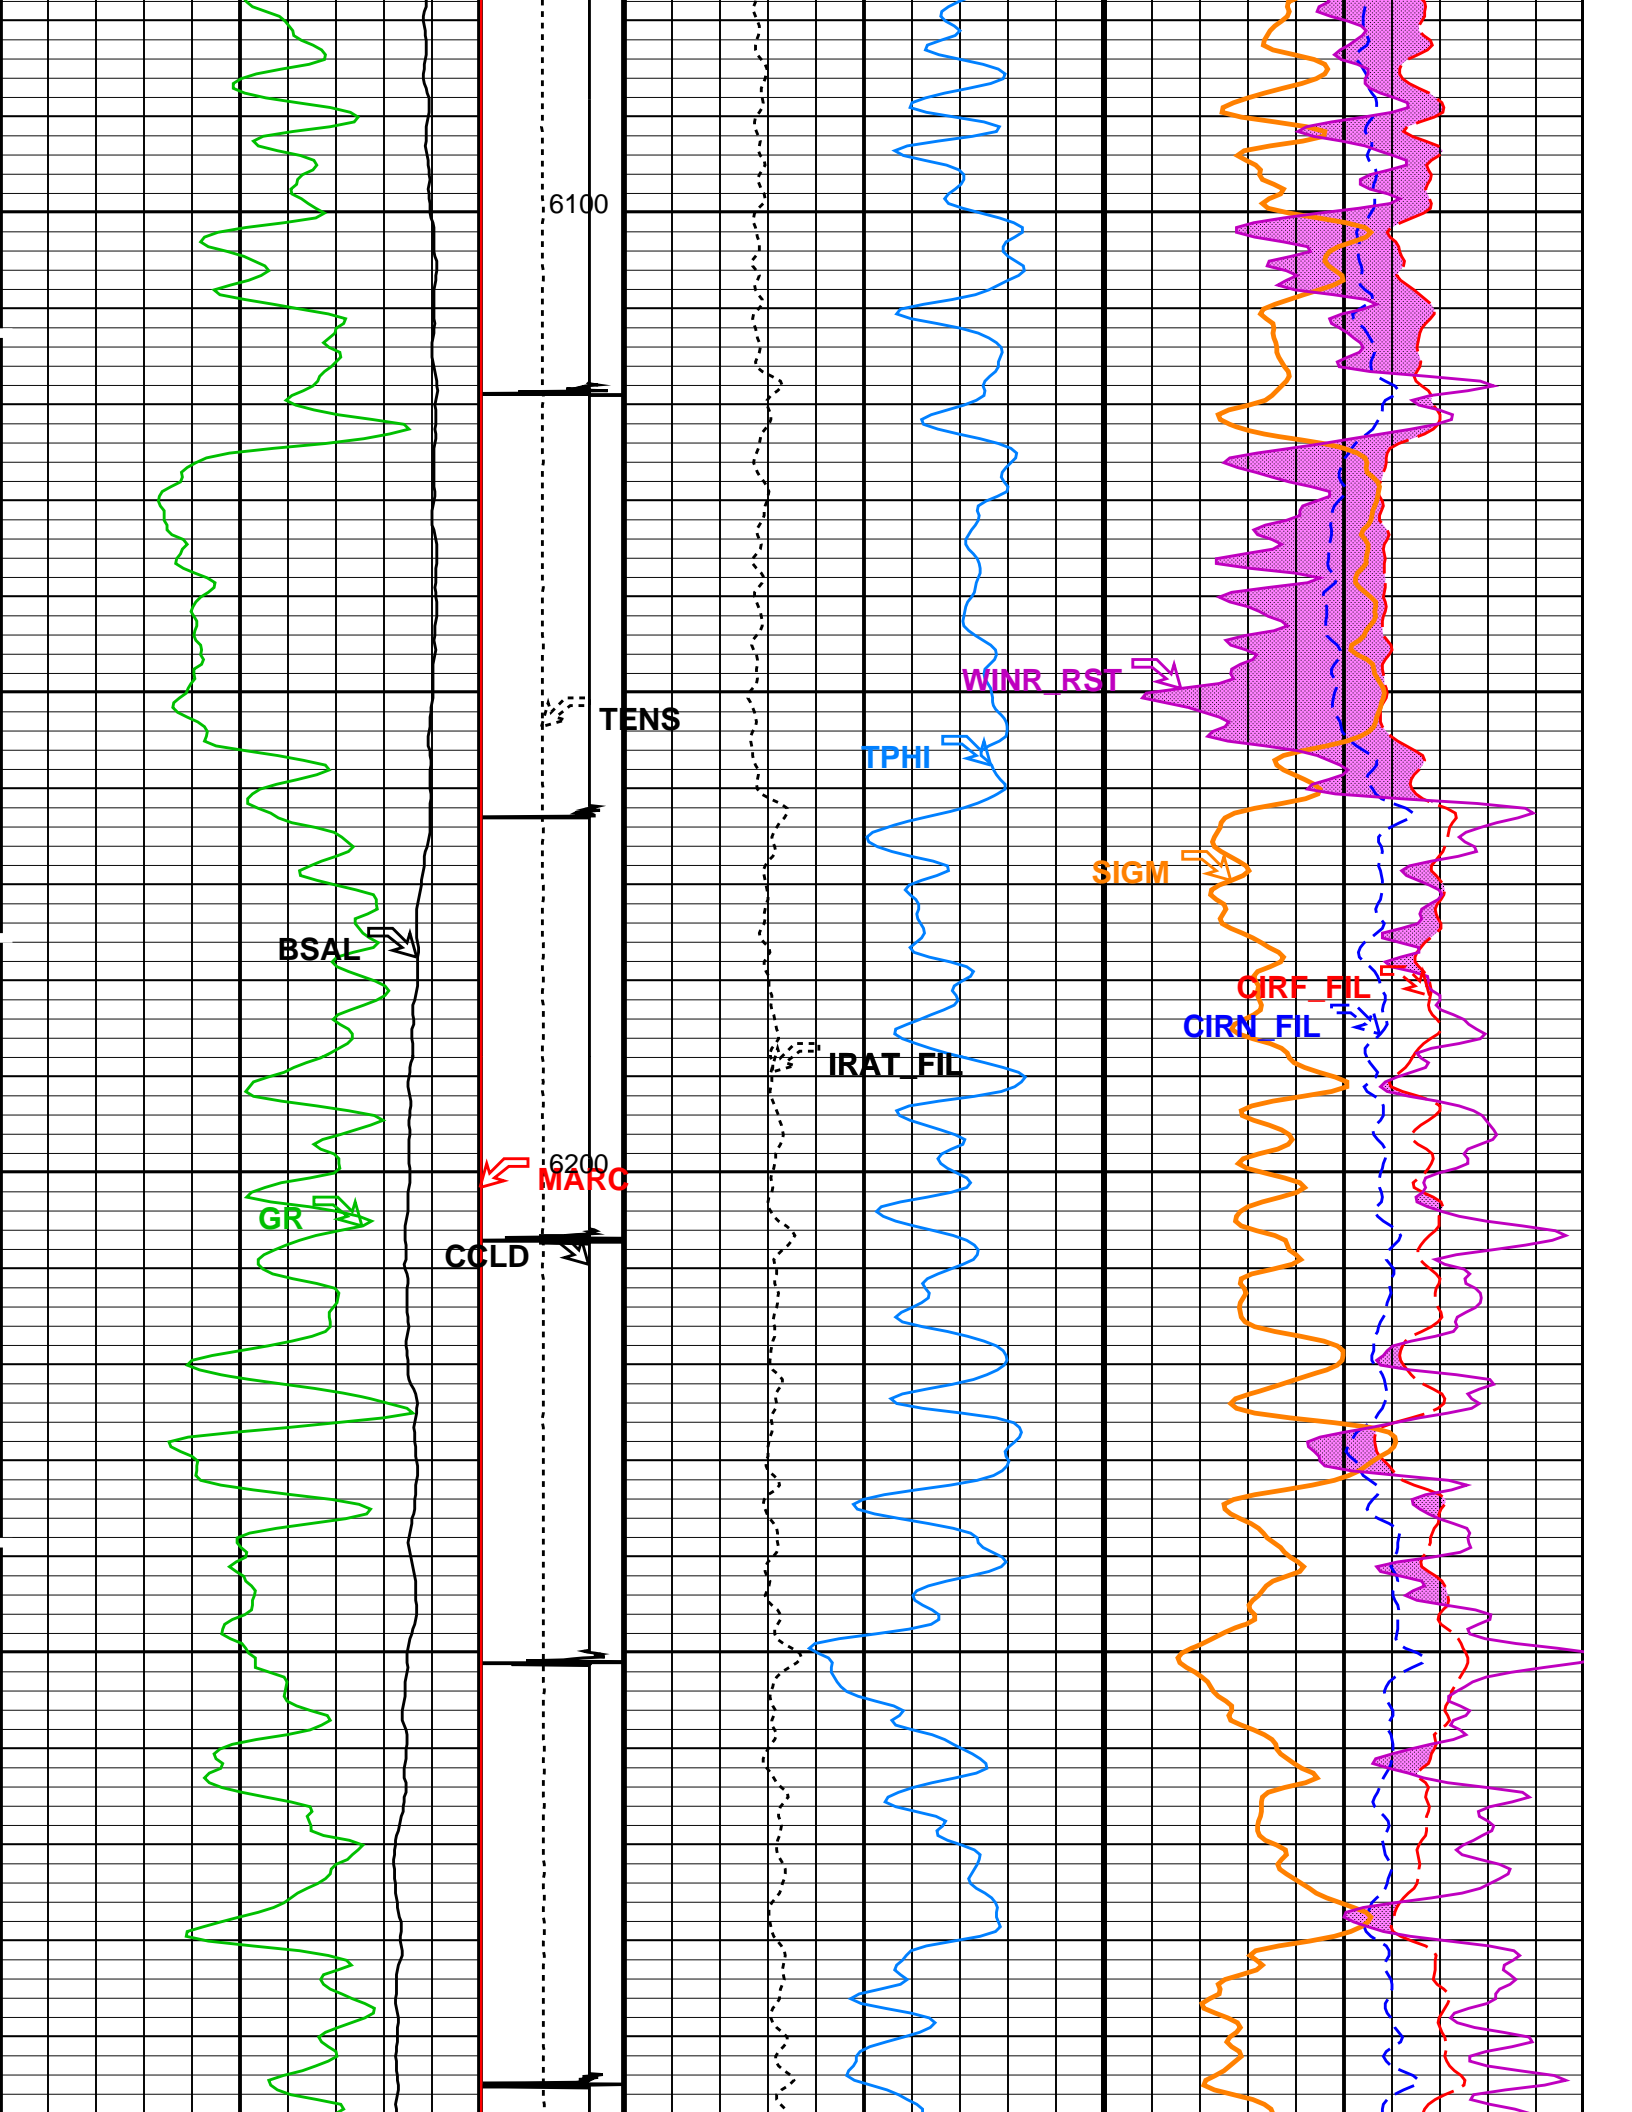 6100
WINR_RST
TENS
TPHI
SIGM
BSAL
CIRF_FIL
CIRN_FIL
IRAT_FIL
6200
MARC
GR
CCLD